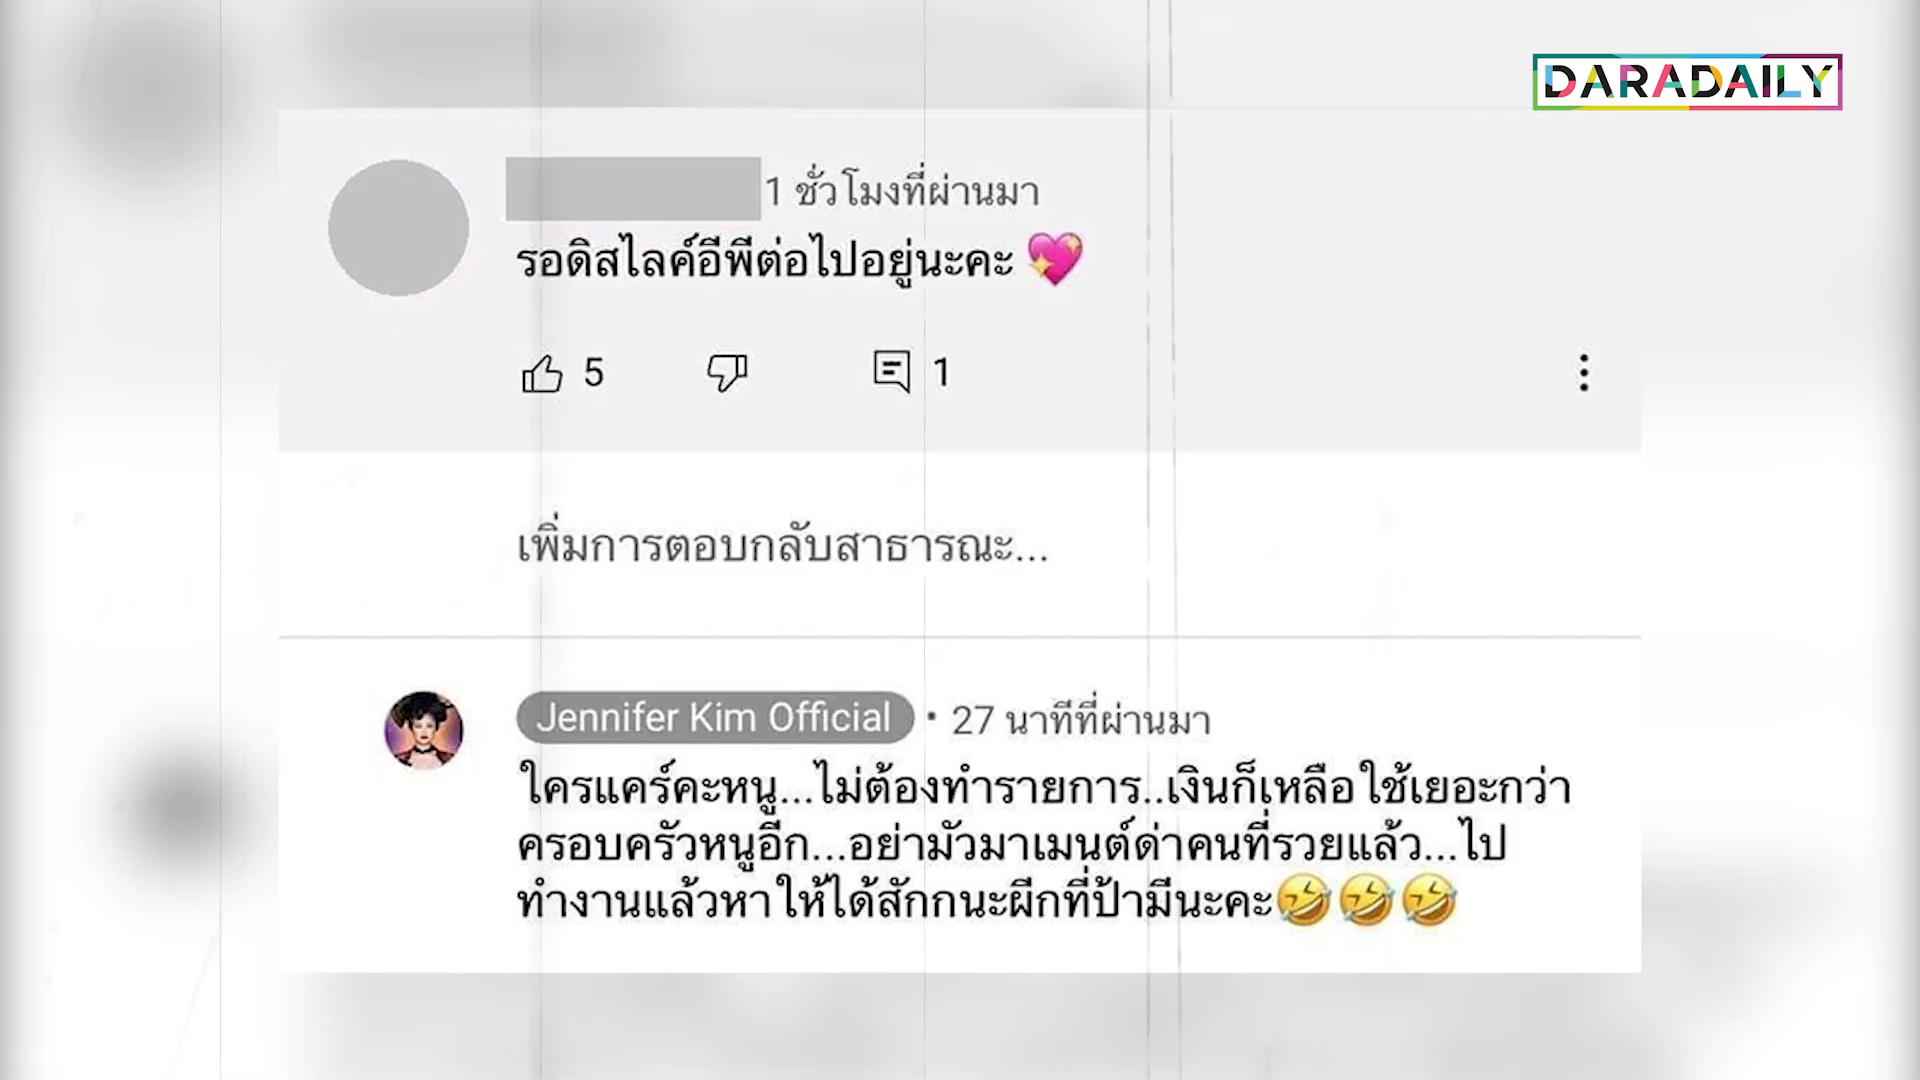 DARADAILY
1 ชั่วโมงที่ผ่านมา
รอดิสไลค์อีพีต่อไปอยู่นะคะ 💖
5 1
เพิ่มการตอบกลับสาธารณะ...
Jennifer Kim Official • 27 นาทีที่ผ่านมา
ใครแคร์คะหนู...ไม่ต้องทำรายการ..เงินก็เหลือใช้เยอะกว่า
ครอบครัวหนูอีก...อย่ามัวมาเมนต์ด่าคนที่รวยแล้ว...ไป
ทำงานแล้วหาให้ได้สักกนะผีกที่ป้ามีนะคะ🤣🤣🤣